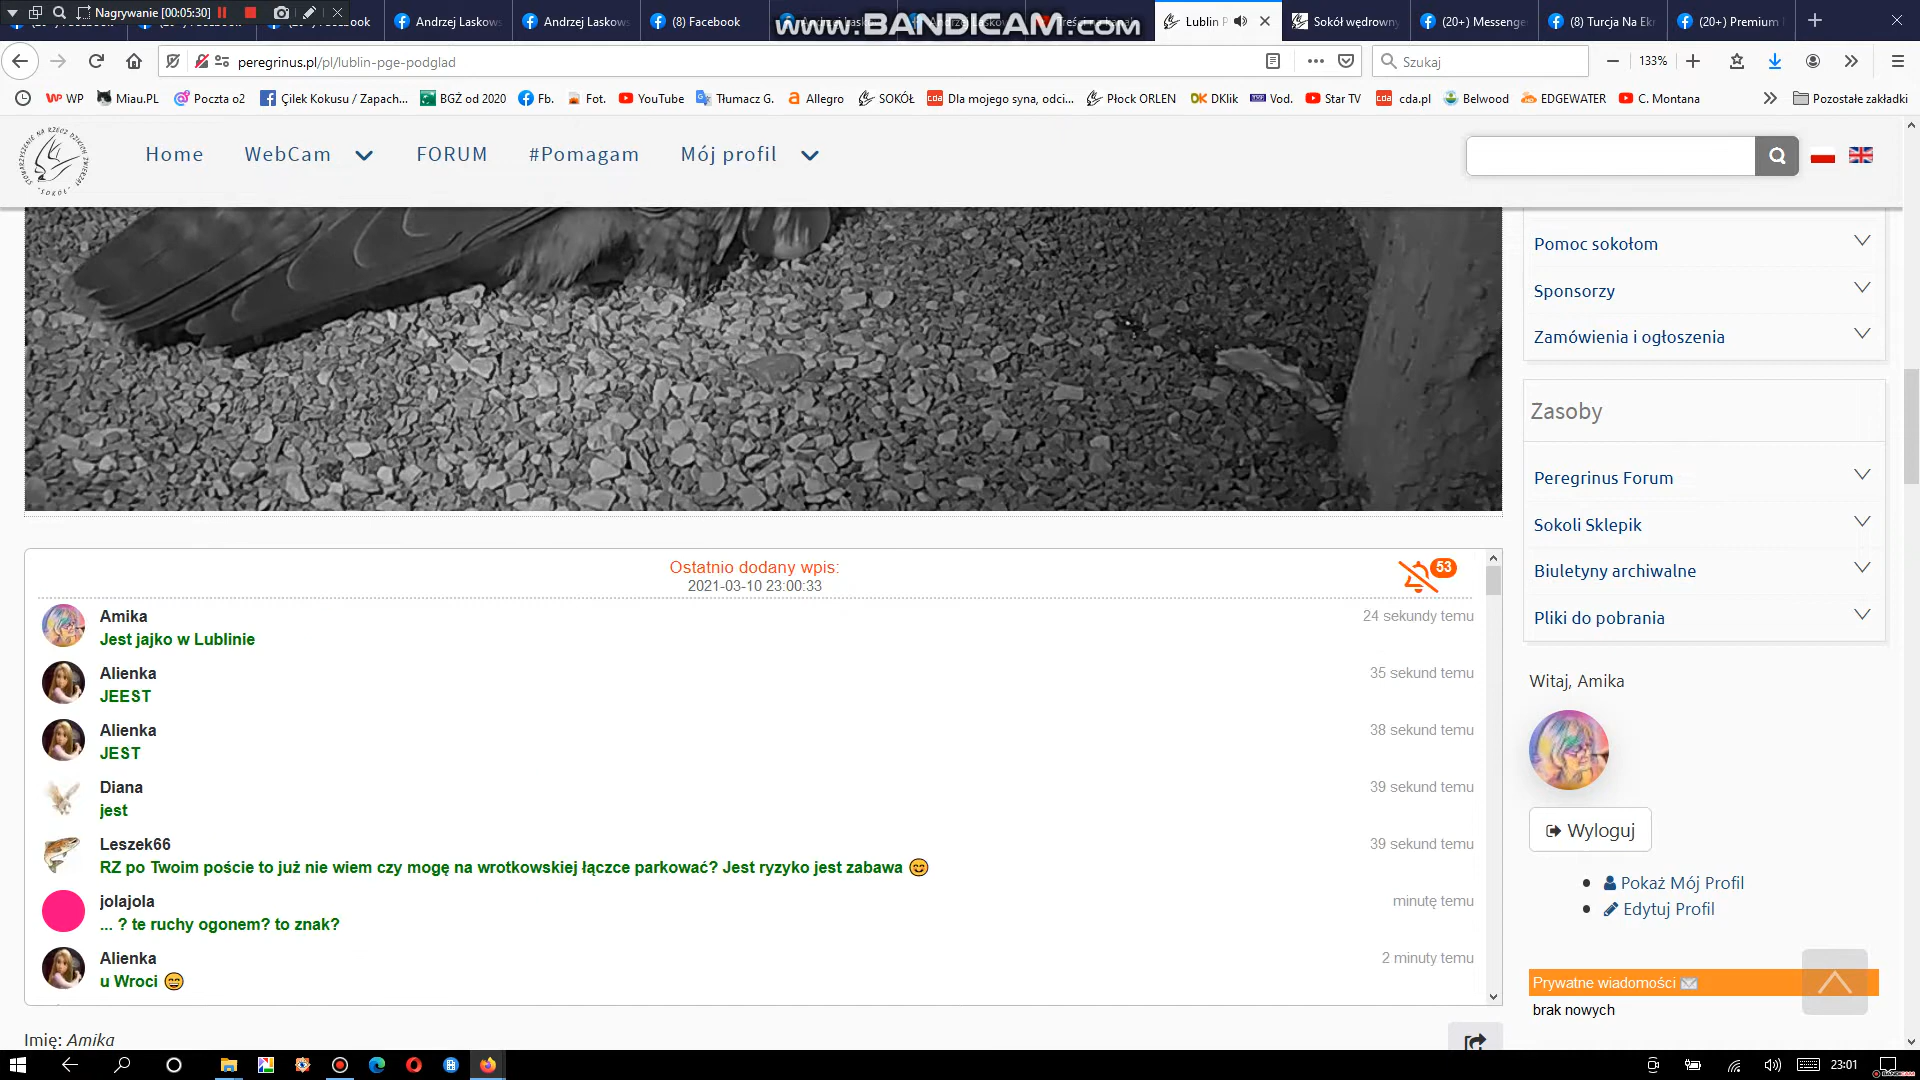 Nagrywanie [00:05:30]
Andrzej Laskows
Andrzej Laskows
(8) Facebook
www.BANDICAM.com
Lublin P
Sokół wędrowny
(20+) Messenge
(8) Turcja Na Ekr
(20+) Premium
peregrinus.pl/pl/lublin-pge-podglad
Szukaj
133%
WP
Miau.PL
Poczta o2
Çilek Kokusu / Zapach...
BGŻ od 2020
Fb.
Fot.
YouTube
Tłumacz G.
Allegro
SOKÓŁ
Dla mojego syna, odci...
Płock ORLEN
DKlik
Vod.
Star TV
cda.pl
Belwood
EDGEWATER
C. Montana
Pozostałe zakładki
Home
WebCam
FORUM
#Pomagam
Mój profil
Pomoc sokołom
Sponsorzy
Zamówienia i ogłoszenia
Zasoby
Peregrinus Forum
Sokoli Sklepik
Biuletyny archiwalne
Pliki do pobrania
Witaj, Amika
Wyloguj
Pokaż Mój Profil
Edytuj Profil
Prywatne wiadomości
brak nowych
Ostatnio dodany wpis:
2021-03-10 23:00:33
53
Amika
24 sekundy temu
Jest jajko w Lublinie
Alienka
35 sekund temu
JEEST
Alienka
38 sekund temu
JEST
Diana
39 sekund temu
jest
Leszek66
39 sekund temu
RZ po Twoim poście to już nie wiem czy mogę na wrotkowskiej łączce parkować? Jest ryzyko jest zabawa 😊
jolajola
minutę temu
... ? te ruchy ogonem? to znak?
Alienka
2 minuty temu
u Wroci 😄
Imię: Amika
23:01